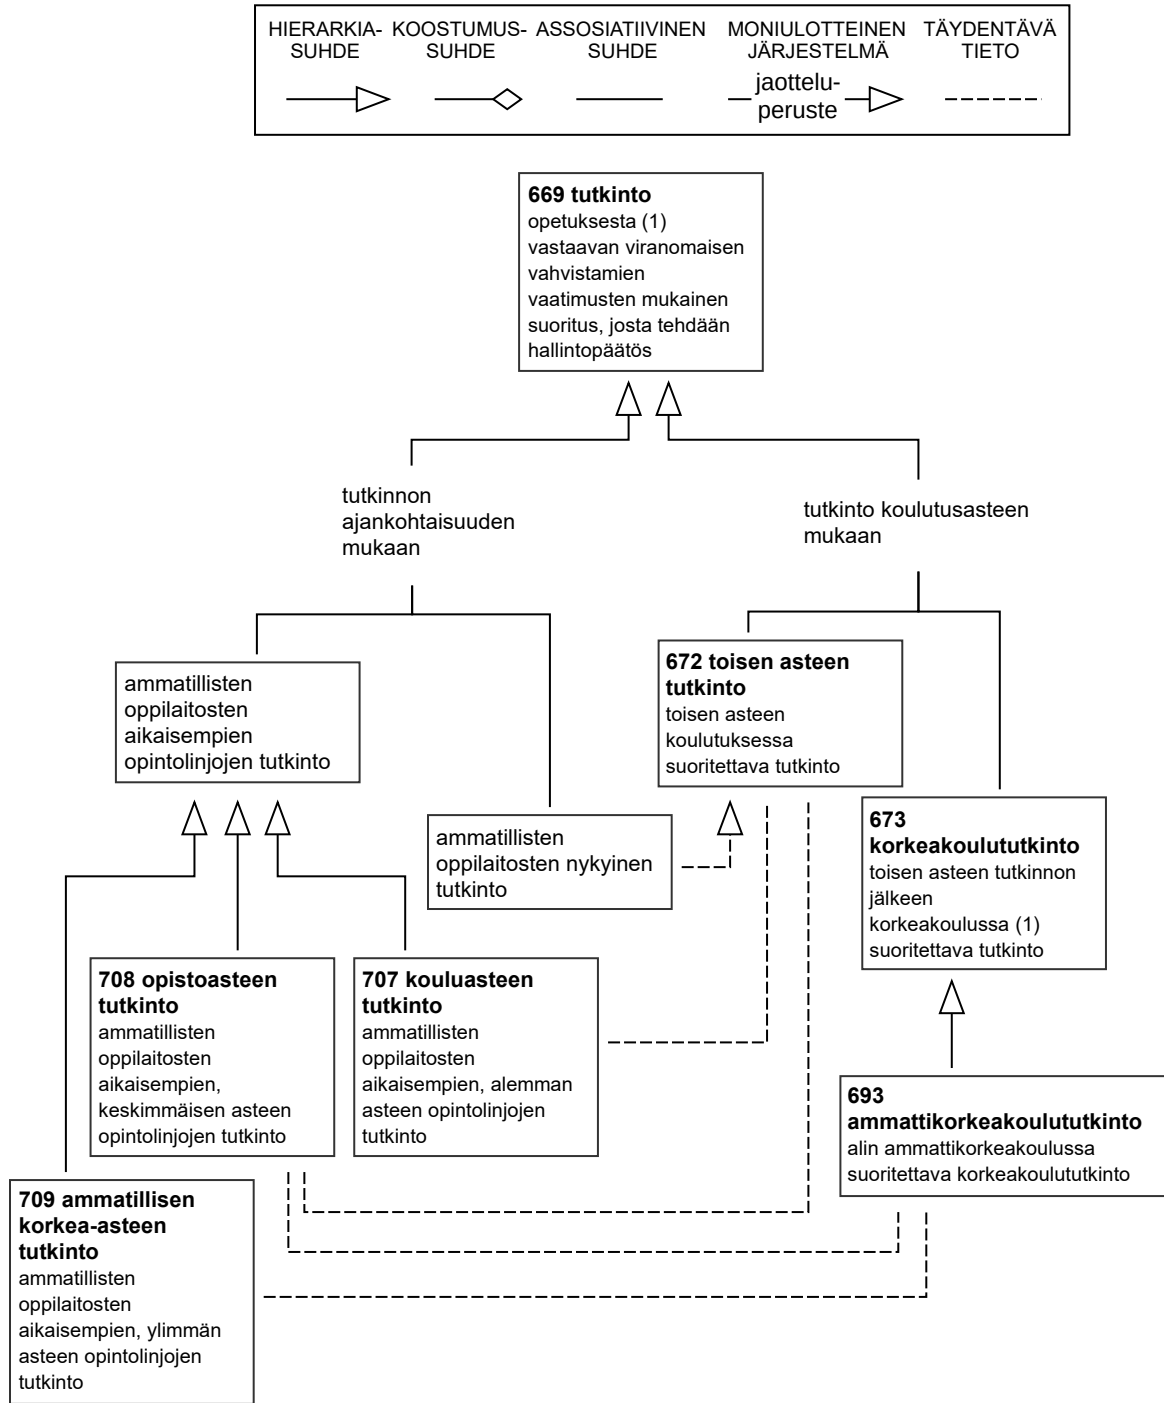 HIERARKIA-
SUHDE
KOOSTUMUS-
SUHDE
ASSOSIATIIVINEN
SUHDE
MONIULOTTEINEN
JÄRJESTELMÄ
TÄYDENTÄVÄ
TIETO
jaottelu-
peruste
669 tutkinto
opetuksesta (1)
vastaavan viranomaisen
vahvistamien
vaatimusten mukainen
suoritus, josta tehdään
hallintopäätös
tutkinnon
ajankohtaisuuden
mukaan
tutkinto koulutusasteen
mukaan
ammatillisten
oppilaitosten
aikaisempien
opintolinjojen tutkinto
672 toisen asteen
tutkinto
toisen asteen
koulutuksessa
suoritettava tutkinto
ammatillisten
oppilaitosten nykyinen
tutkinto
673
korkeakoulututkinto
toisen asteen tutkinnon
jälkeen
korkeakoulussa (1)
suoritettava tutkinto
708 opistoasteen
tutkinto
ammatillisten
oppilaitosten
aikaisempien,
keskimmäisen asteen
opintolinjojen tutkinto
707 kouluasteen
tutkinto
ammatillisten
oppilaitosten
aikaisempien, alemman
asteen opintolinjojen
tutkinto
693
ammattikorkeakoulututkinto
alin ammattikorkeakoulussa
suoritettava korkeakoulututkinto
709 ammatillisen
korkea-asteen
tutkinto
ammatillisten
oppilaitosten
aikaisempien, ylimmän
asteen opintolinjojen
tutkinto